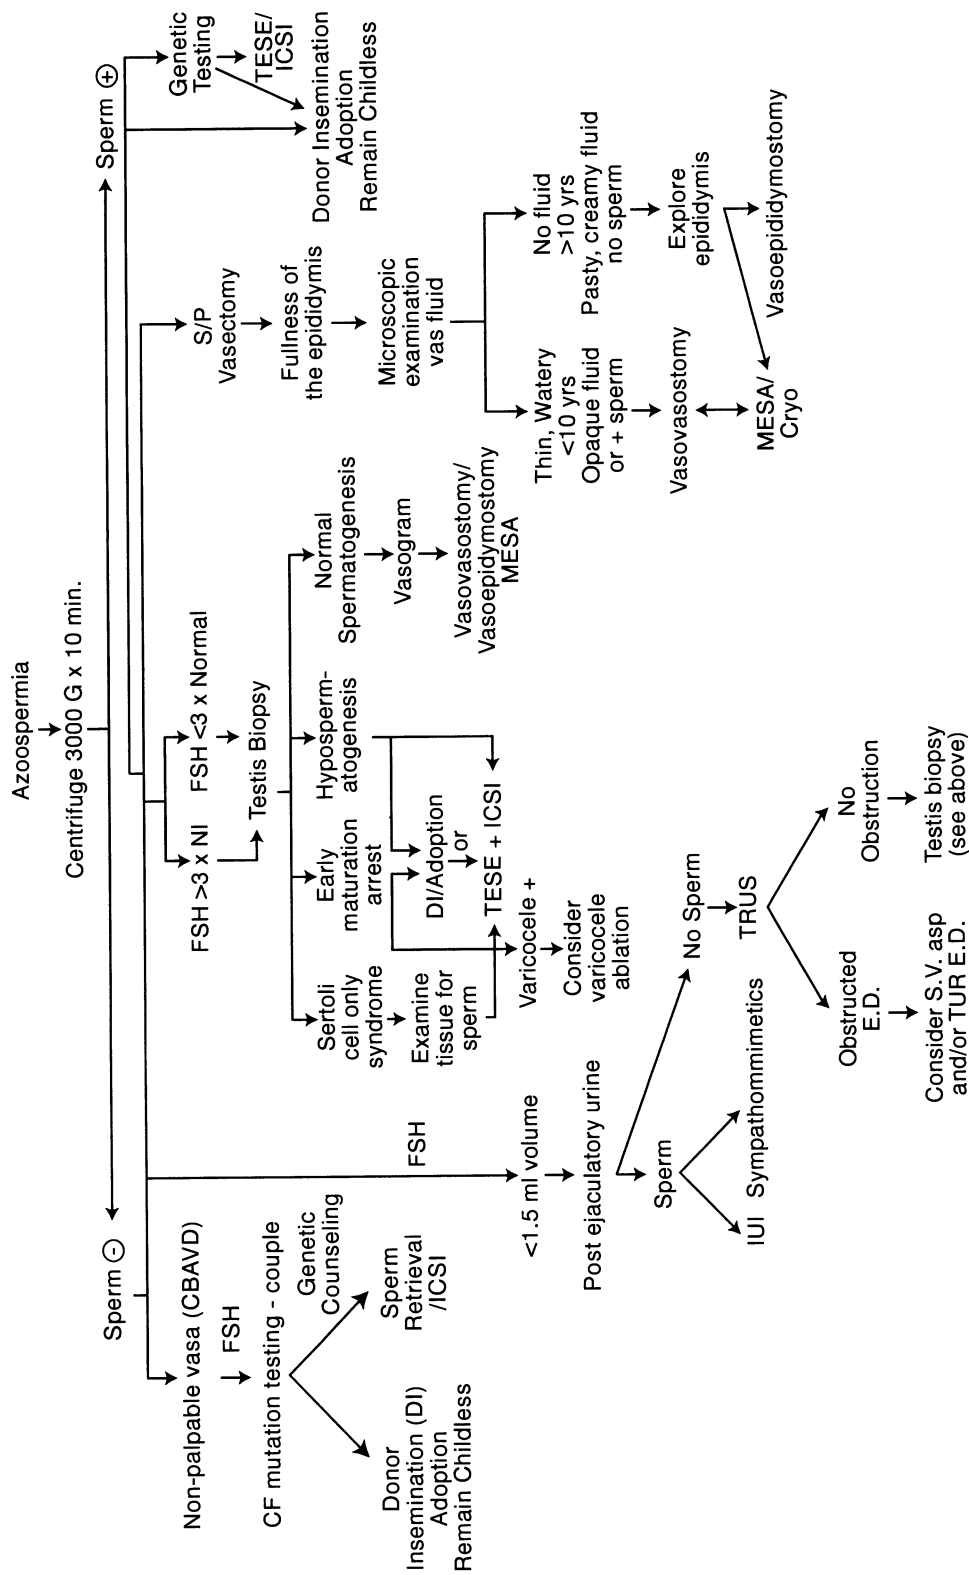 Azoospermia
Centrifuge 3000 G x 10 min.
Sperm ⊖
Sperm ⊕
Non-palpable vasa (CBAVD)
FSH
CF mutation testing - couple
Genetic
Counseling
Donor
Insemination (DI)
Adoption
Remain Childless
Sperm
Retrieval
/ICSI
FSH
<1.5 ml volume
Post ejaculatory urine
Sperm
IUI
Sympathommimetics
No Sperm
TRUS
Obstructed
E.D.
Consider S.V. asp
and/or TUR E.D.
No
Obstruction
Testis biopsy
(see above)
FSH >3 x Nl
FSH <3 x Normal
Testis Biopsy
Sertoli
cell only
syndrome
Examine
tissue for
sperm
Early
maturation
arrest
Hyposperm-
atogenesis
DI/Adoption
or
TESE + ICSI
Varicocele +
Consider
varicocele
ablation
Normal
Spermatogenesis
Vasogram
Vasovasostomy/
Vasoepidymostomy
MESA
S/P
Vasectomy
Fullness of
the epididymis
Microscopic
examination
vas fluid
Thin, Watery
<10 yrs
Opaque fluid
or + sperm
Vasovasostomy
MESA/
Cryo
No fluid
>10 yrs
Pasty, creamy fluid
no sperm
Explore
epididymis
Vasoepididymostomy
Genetic
Testing
TESE/
ICSI
Donor Insemination
Adoption
Remain Childless